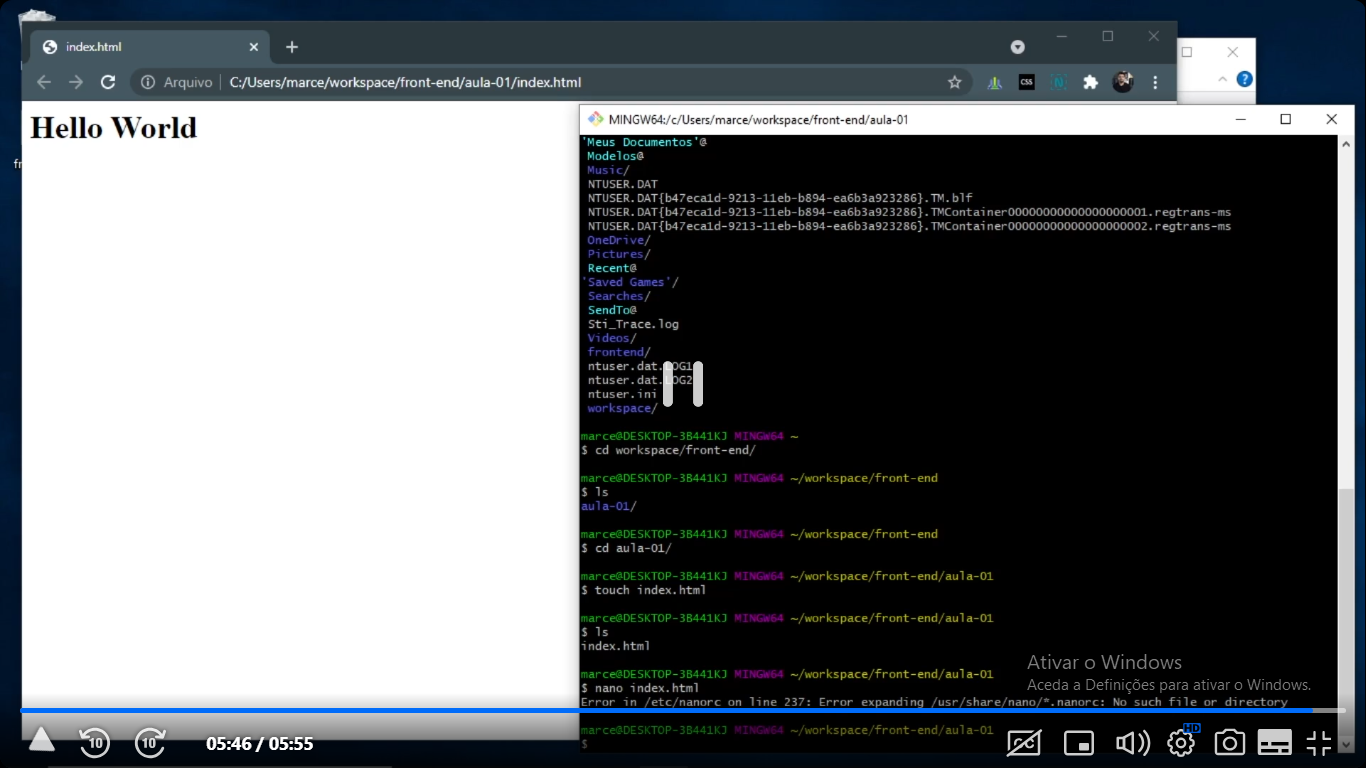 index.html
Arquivo C:/Users/marce/workspace/front-end/aula-01/index.html
CSS
N
?
Hello World
MINGW64:/c/Users/marce/workspace/front-end/aula-01
'Meus Documentos'@
Modelos@
Music/
NTUSER.DAT
NTUSER.DAT{b47eca1d-9213-11eb-b894-ea6b3a923286}.TM.blf
NTUSER.DAT{b47eca1d-9213-11eb-b894-ea6b3a923286}.TMContainer00000000000000000001.regtrans-ms
NTUSER.DAT{b47eca1d-9213-11eb-b894-ea6b3a923286}.TMContainer00000000000000000002.regtrans-ms
OneDrive/
Pictures/
Recent@
'Saved Games'/
Searches/
SendTo@
Sti_Trace.log
Videos/
frontend/
ntuser.dat.LOG1
ntuser.dat.LOG2
ntuser.ini
workspace/
marce@DESKTOP-3B441KJ MINGW64 ~
$ cd workspace/front-end/
marce@DESKTOP-3B441KJ MINGW64 ~/workspace/front-end
$ ls
aula-01/
marce@DESKTOP-3B441KJ MINGW64 ~/workspace/front-end
$ cd aula-01/
marce@DESKTOP-3B441KJ MINGW64 ~/workspace/front-end/aula-01
$ touch index.html
marce@DESKTOP-3B441KJ MINGW64 ~/workspace/front-end/aula-01
$ ls
index.html
marce@DESKTOP-3B441KJ MINGW64 ~/workspace/front-end/aula-01
$ nano index.html
Error in /etc/nanorc on line 237: Error expanding /usr/share/nano/*.nanorc: No such file or directory
marce@DESKTOP-3B441KJ MINGW64 ~/workspace/front-end/aula-01
$
Ativar o Windows
Aceda a Definições para ativar o Windows.
10
10
05:46 / 05:55
CC
HD